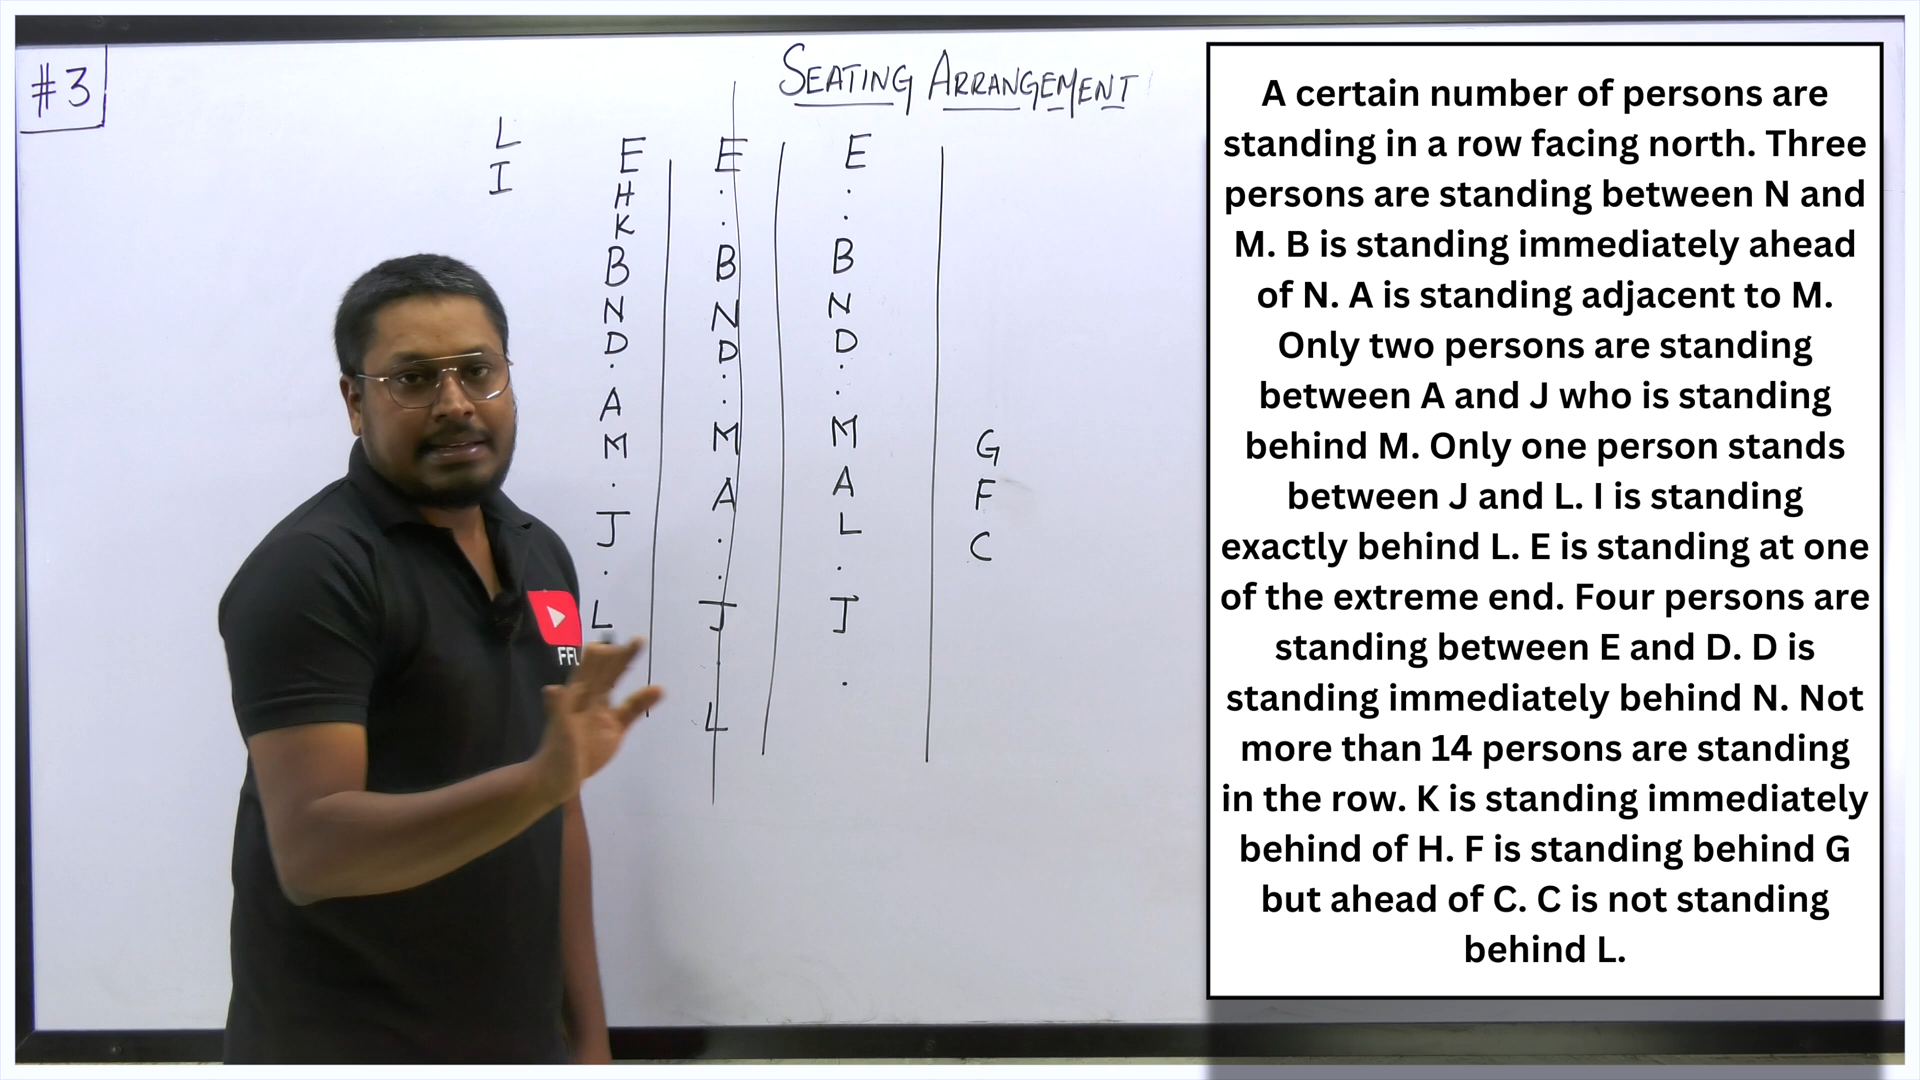 #3
SEATING ARRANGEMENT
L
I
E
H
K
B
N
D
.
A
M
.
J
.
L
E
.
.
B
N
D
.
.
M
A
.
.
J
.
L
E
.
.
B
N
D
.
.
M
A
L
.
J
.
G
F
C
FFL
A certain number of persons are
standing in a row facing north. Three
persons are standing between N and
M. B is standing immediately ahead
of N. A is standing adjacent to M.
Only two persons are standing
between A and J who is standing
behind M. Only one person stands
between J and L. I is standing
exactly behind L. E is standing at one
of the extreme end. Four persons are
standing between E and D. D is
standing immediately behind N. Not
more than 14 persons are standing
in the row. K is standing immediately
behind of H. F is standing behind G
but ahead of C. C is not standing
behind L.